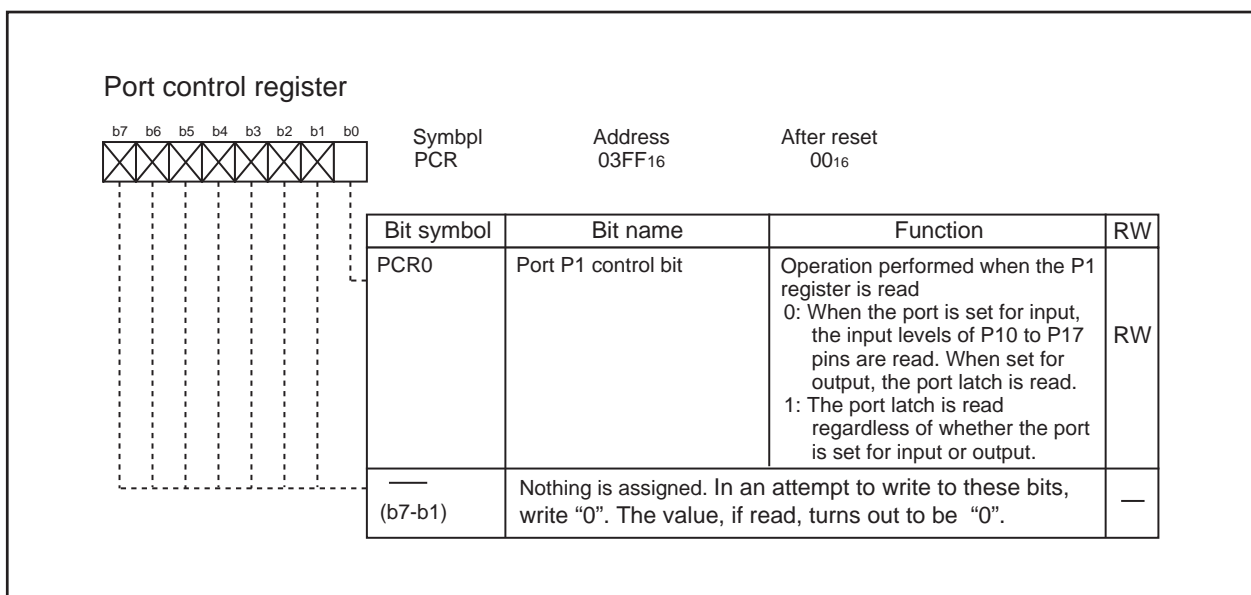 Port control register
b7 b6 b5 b4 b3 b2 b1 b0
Symbpl Address After reset
PCR 03FF16 0016
Bit symbol Bit name Function RW
PCR0 Port P1 control bit Operation performed when the P1
register is read
0: When the port is set for input,
the input levels of P10 to P17
pins are read. When set for
output, the port latch is read.
1: The port latch is read
regardless of whether the port
is set for input or output.
RW
(b7-b1) Nothing is assigned. In an attempt to write to these bits,
write “0”. The value, if read, turns out to be “0”.
—